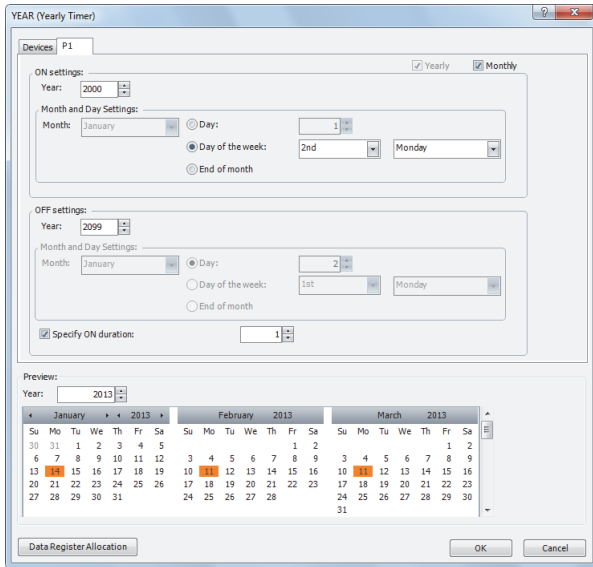 YEAR (Yearly Timer)
Devices P1
Yearly Monthly
ON settings:
Year: 2000
Month and Day Settings:
Month: January Day: 1
Day of the week: 2nd Monday
End of month
OFF settings:
Year: 2099
Month and Day Settings:
Month: January Day: 2
Day of the week: 1st Monday
End of month
Specify ON duration: 1
Preview:
Year: 2013
January 2013 February 2013 March 2013
Su Mo Tu We Th Fr Sa Su Mo Tu We Th Fr Sa Su Mo Tu We Th Fr Sa
30 31 1 2 3 4 5 1 2 1 2
6 7 8 9 10 11 12 3 4 5 6 7 8 9 3 4 5 6 7 8 9
13 14 15 16 17 18 19 10 11 12 13 14 15 16 10 11 12 13 14 15 16
20 21 22 23 24 25 26 17 18 19 20 21 22 23 17 18 19 20 21 22 23
27 28 29 30 31 24 25 26 27 28 24 25 26 27 28 29 30
31
Data Register Allocation OK Cancel